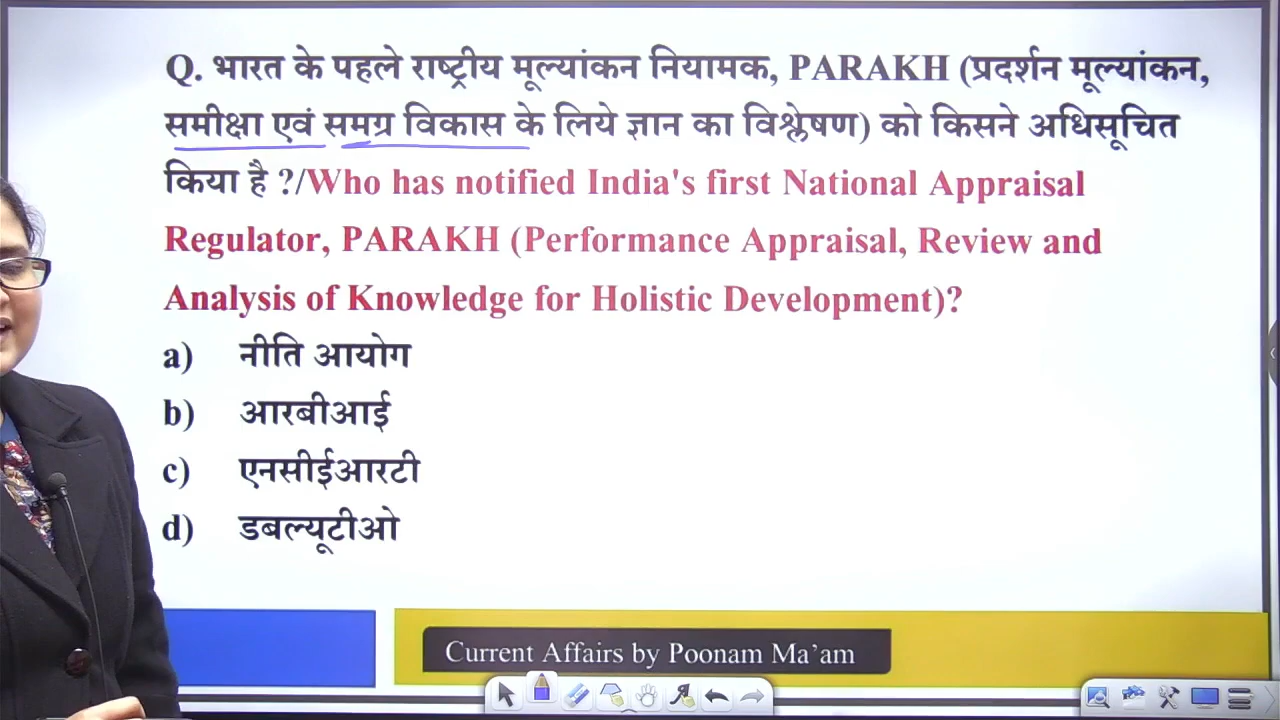 Q. भारत के पहले राष्ट्रीय मूल्यांकन नियामक, PARAKH (प्रदर्शन मूल्यांकन,
समीक्षा एवं समग्र विकास के लिये ज्ञान का विश्लेषण) को किसने अधिसूचित
किया है ?/Who has notified India's first National Appraisal
Regulator, PARAKH (Performance Appraisal, Review and
Analysis of Knowledge for Holistic Development)?
a) नीति आयोग
b) आरबीआई
c) एनसीईआरटी
d) डबल्यूटीओ
Current Affairs by Poonam Ma’am